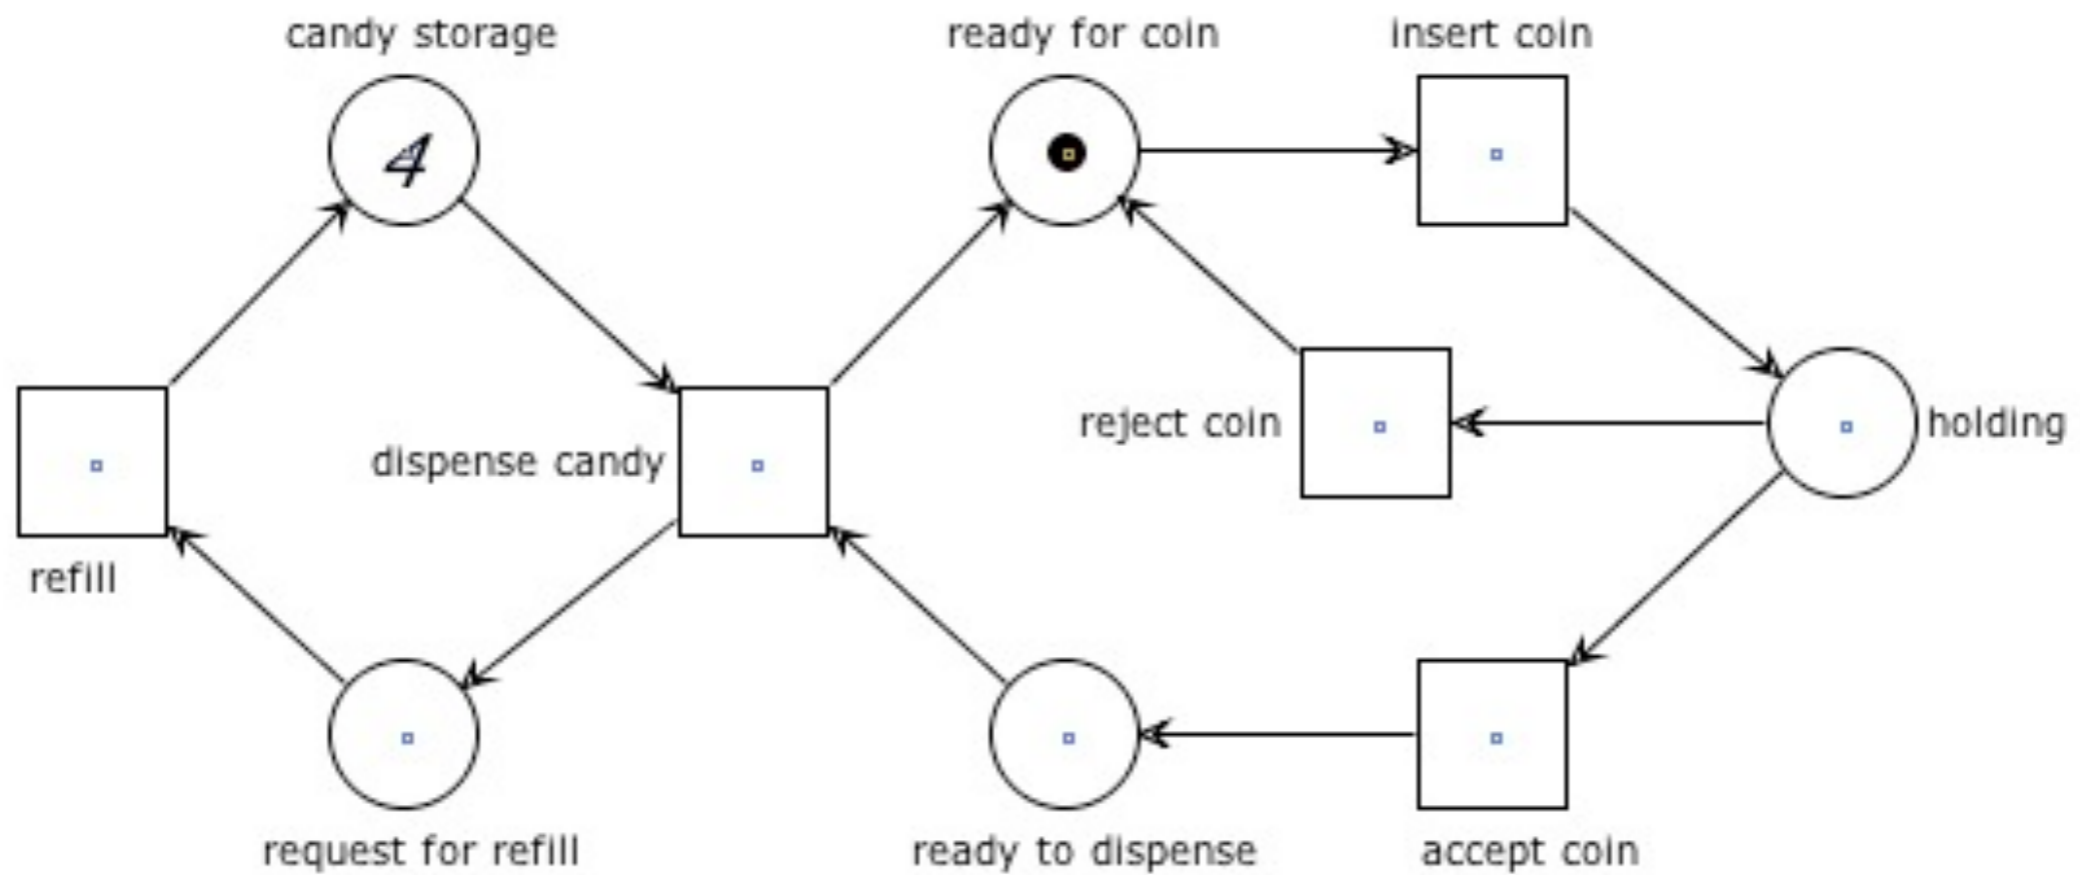 candy storage
ready for coin
insert coin
4
reject coin
holding
dispense candy
refill
request for refill
ready to dispense
accept coin